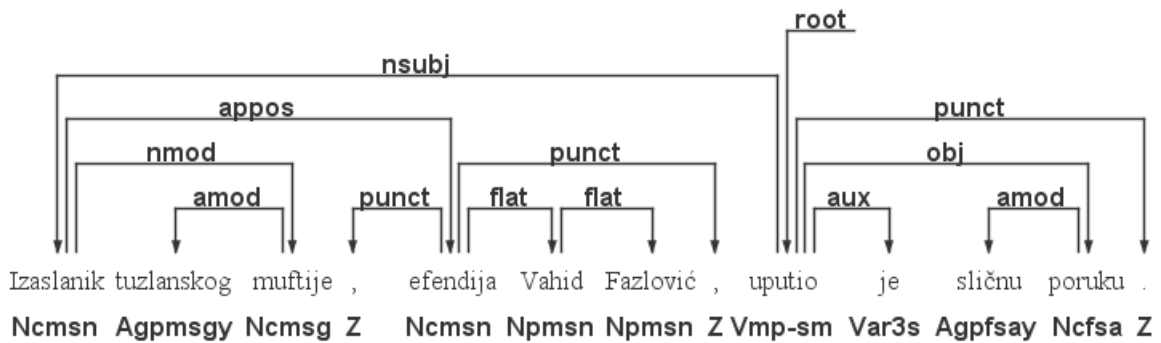 root
nsubj
appos punct
nmod punct obj
amod punct flat flat aux amod
Izaslanik tuzlanskog muftije , efendija Vahid Fazlović , uputio je sličnu poruku .
Ncmsn Agpmsgy Ncmsg Z Ncmsn Npmsn Npmsn Z Vmp-sm Var3s Agpfsay Ncfsa Z